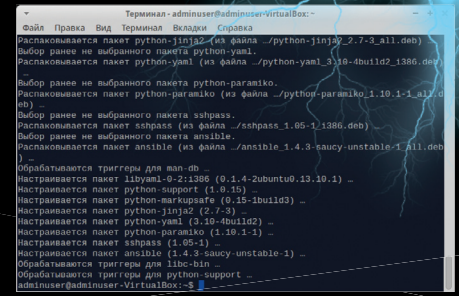 Терминал - adminuser@adminuser-VirtualBox: ~
Файл Правка Вид Терминал Вкладки Справка
Распаковывается пакет python-jinja2 (из файла …/python-jinja2_2.7-3_all.deb) …
Выбор ранее не выбранного пакета python-yaml.
Распаковывается пакет python-yaml (из файла …/python-yaml_3.10-4build2_i386.deb)
…
Выбор ранее не выбранного пакета python-paramiko.
Распаковывается пакет python-paramiko (из файла …/python-paramiko_1.10.1-1_all.d
eb) …
Выбор ранее не выбранного пакета sshpass.
Распаковывается пакет sshpass (из файла …/sshpass_1.05-1_i386.deb) …
Выбор ранее не выбранного пакета ansible.
Распаковывается пакет ansible (из файла …/ansible_1.4.3-saucy-unstable-1_all.deb
) …
Обрабатываются триггеры для man-db …
Настраивается пакет libyaml-0-2:i386 (0.1.4-2ubuntu0.13.10.1) …
Настраивается пакет python-support (1.0.15) …
Настраивается пакет python-markupsafe (0.15-1build3) …
Настраивается пакет python-jinja2 (2.7-3) …
Настраивается пакет python-yaml (3.10-4build2) …
Настраивается пакет python-paramiko (1.10.1-1) …
Настраивается пакет sshpass (1.05-1) …
Настраивается пакет ansible (1.4.3-saucy-unstable-1) …
Обрабатываются триггеры для libc-bin …
Обрабатываются триггеры для python-support …
adminuser@adminuser-VirtualBox:~$